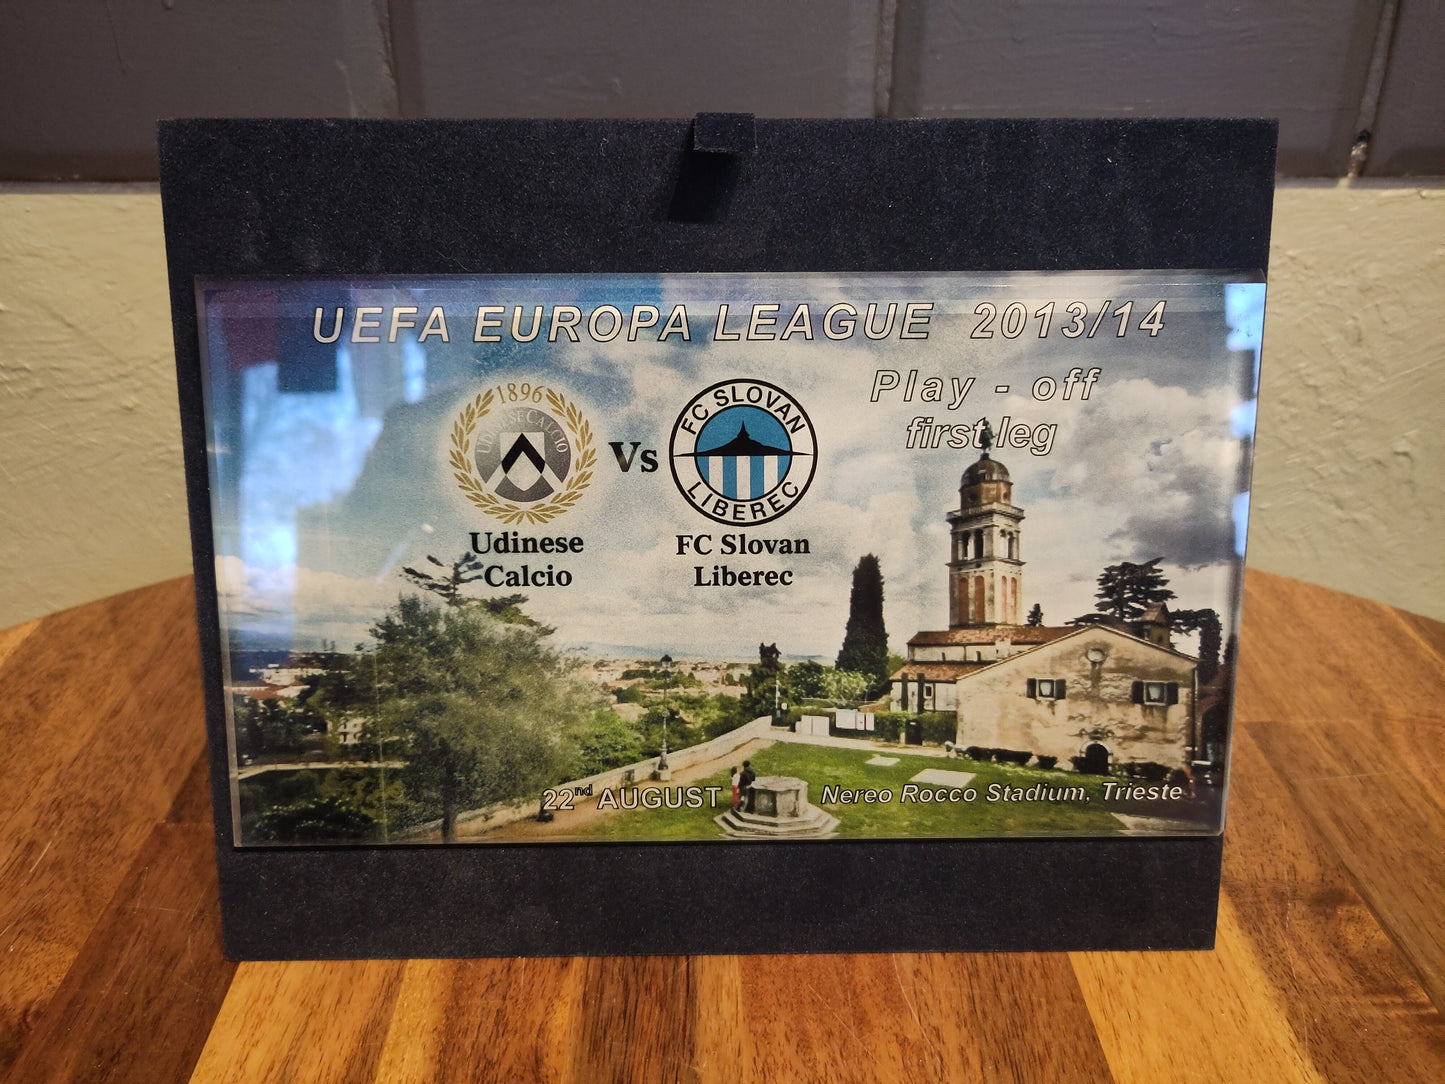 UEFA EUROPA LEAGUE 2013/14
Play - off
first leg
1896
UDINESE CALCIO
Vs
FC SLOVAN
LIBEREC
Udinese
Calcio
FC Slovan
Liberec
22nd AUGUST
Nereo Rocco Stadium, Trieste